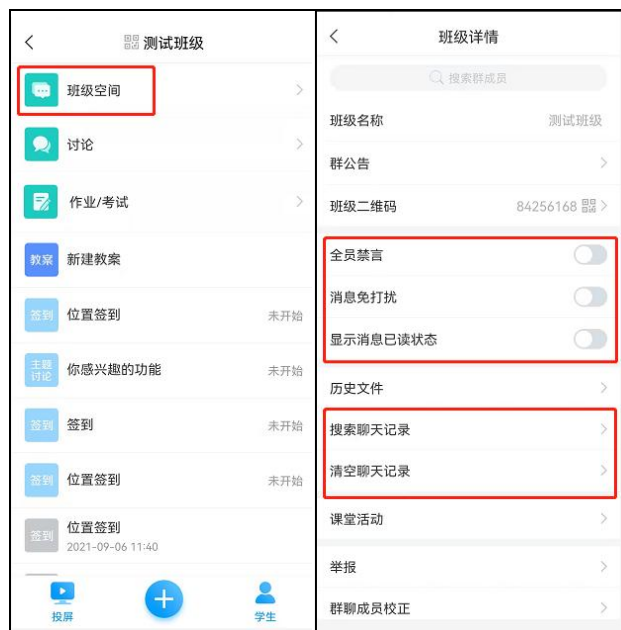 测试班级
班级空间
讨论
作业/考试
教案 新建教案
签到 位置签到 未开始
主题
讨论 你感兴趣的功能 未开始
签到 签到 未开始
签到 位置签到 未开始
签到 位置签到
2021-09-06 11:40
投屏
学生
班级详情
搜索群成员
班级名称 测试班级
群公告
班级二维码 84256168
全员禁言
消息免打扰
显示消息已读状态
历史文件
搜索聊天记录
清空聊天记录
课堂活动
举报
群聊成员校正